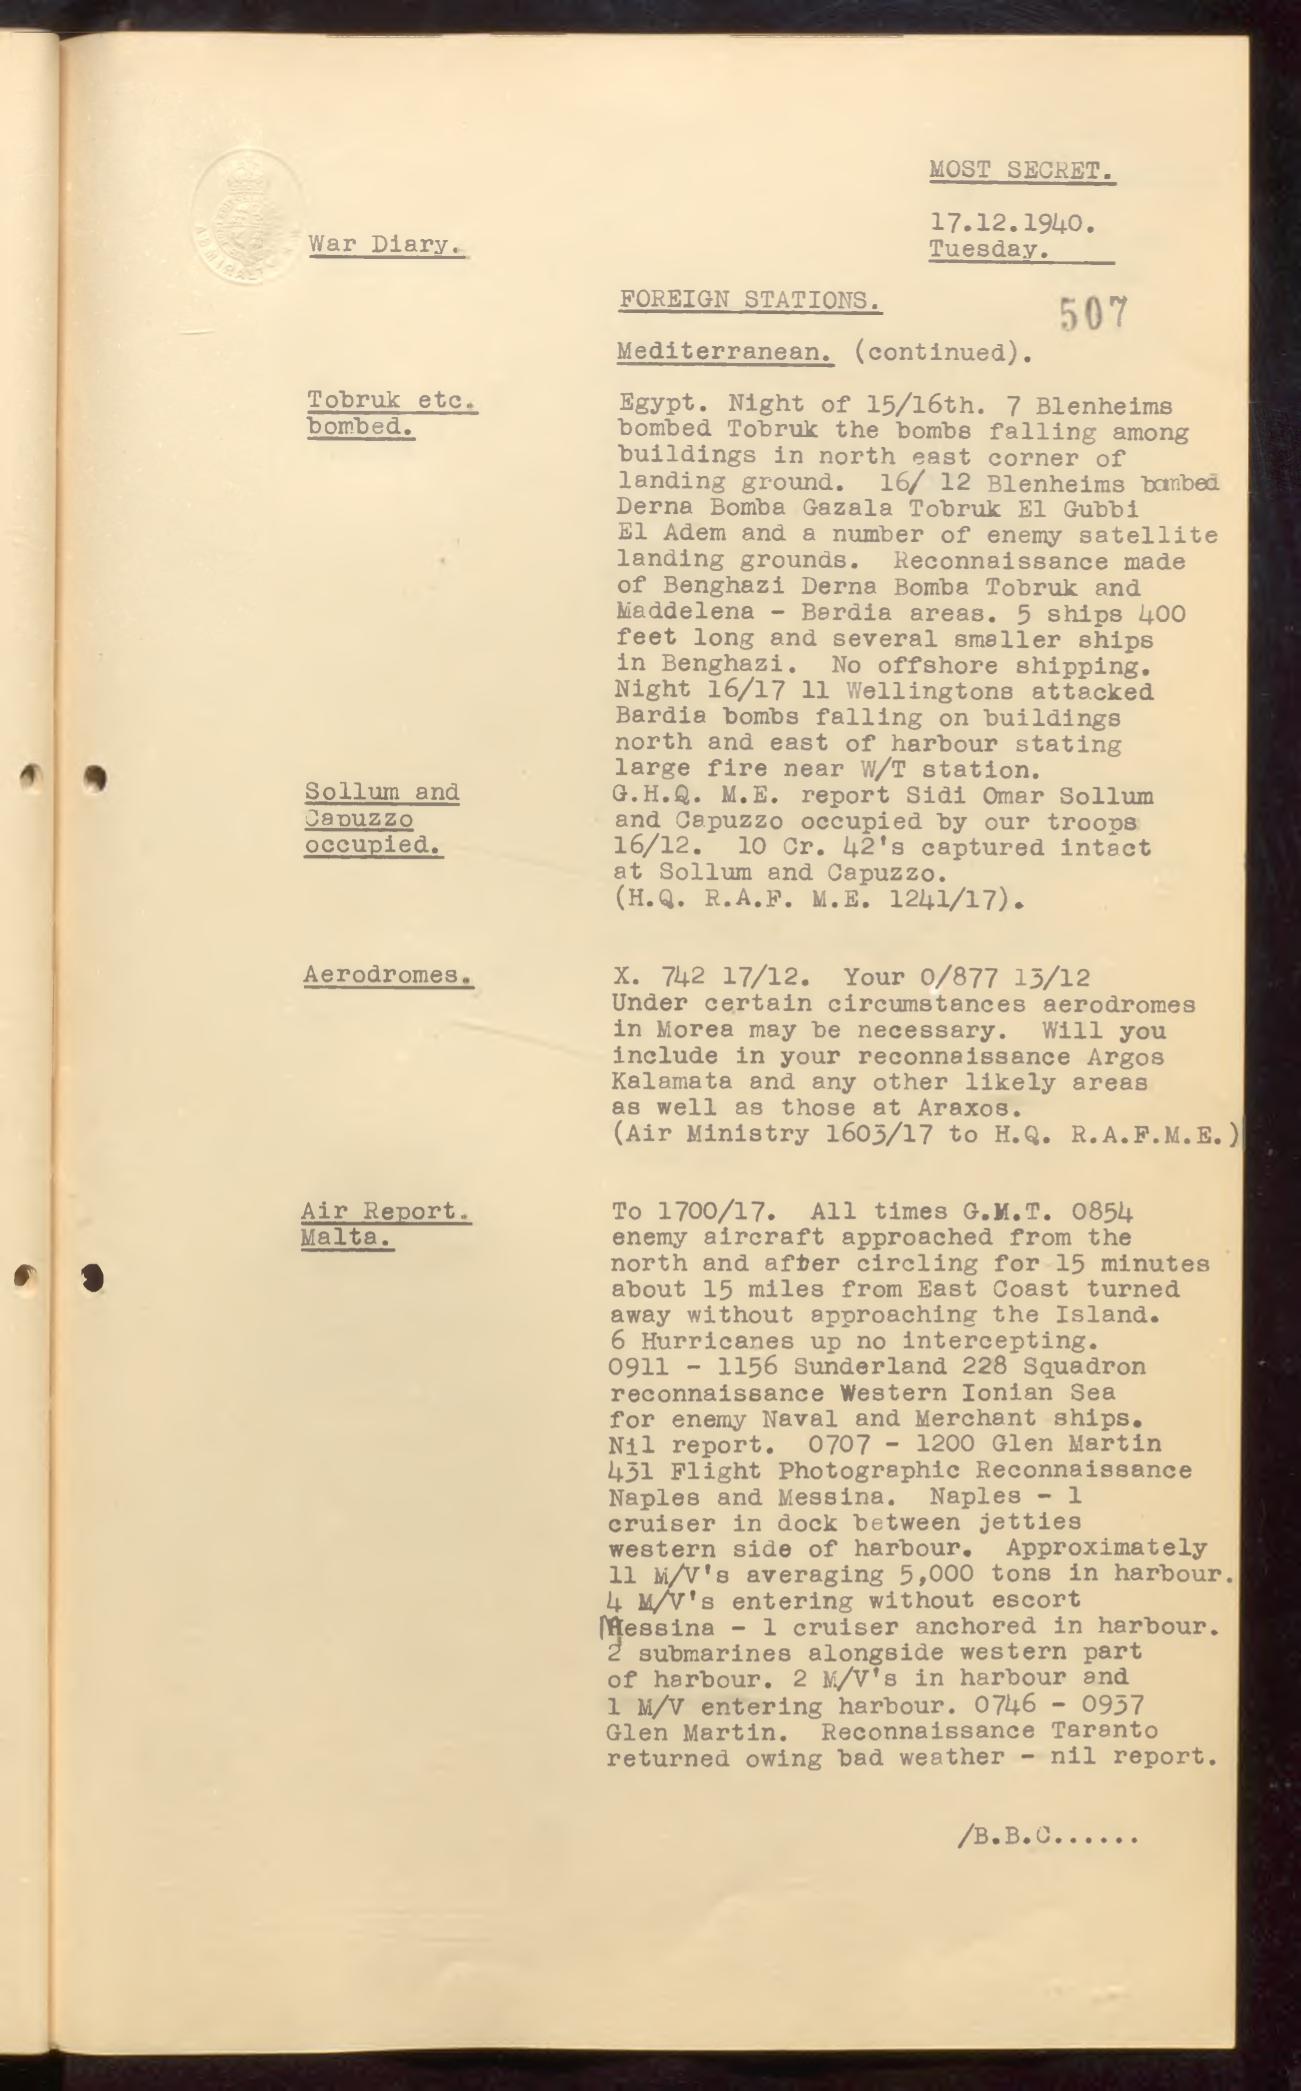 MOST SECRET.
17.12.1940.
Tuesday.
War Diary.
FOREIGN STATIONS.
507
Mediterranean. (continued).
Tobruk etc.
bombed.
Egypt. Night of 15/16th. 7 Blenheims
bombed Tobruk the bombs falling among
buildings in north east corner of
landing ground. 16/ 12 Blenheims bombed
Derna Bomba Gazala Tobruk El Gubbi
El Adem and a number of enemy satellite
landing grounds. Reconnaissance made
of Benghazi Derna Bomba Tobruk and
Maddelena - Bardia areas. 5 ships 400
feet long and several smaller ships
in Benghazi. No offshore shipping.
Night 16/17 11 Wellingtons attacked
Bardia bombs falling on buildings
north and east of harbour stating
large fire near W/T station.
Sollum and
Capuzzo
occupied.
G.H.Q. M.E. report Sidi Omar Sollum
and Capuzzo occupied by our troops
16/12. 10 Cr. 42's captured intact
at Sollum and Capuzzo.
(H.Q. R.A.F. M.E. 1241/17).
Aerodromes.
X. 742 17/12. Your 0/877 13/12
Under certain circumstances aerodromes
in Morea may be necessary. Will you
include in your reconnaissance Argos
Kalamata and any other likely areas
as well as those at Araxos.
(Air Ministry 1603/17 to H.Q. R.A.F.M.E.)
Air Report.
Malta.
To 1700/17. All times G.M.T. 0854
enemy aircraft approached from the
north and after circling for 15 minutes
about 15 miles from East Coast turned
away without approaching the Island.
6 Hurricanes up no intercepting.
0911 - 1156 Sunderland 228 Squadron
reconnaissance Western Ionian Sea
for enemy Naval and Merchant ships.
Nil report. 0707 - 1200 Glen Martin
431 Flight Photographic Reconnaissance
Naples and Messina. Naples - 1
cruiser in dock between jetties
western side of harbour. Approximately
11 M/V's averaging 5,000 tons in harbour.
4 M/V's entering without escort
Messina - 1 cruiser anchored in harbour.
2 submarines alongside western part
of harbour. 2 M/V's in harbour and
1 M/V entering harbour. 0746 - 0937
Glen Martin. Reconnaissance Taranto
returned owing bad weather - nil report.
/B.B.C......